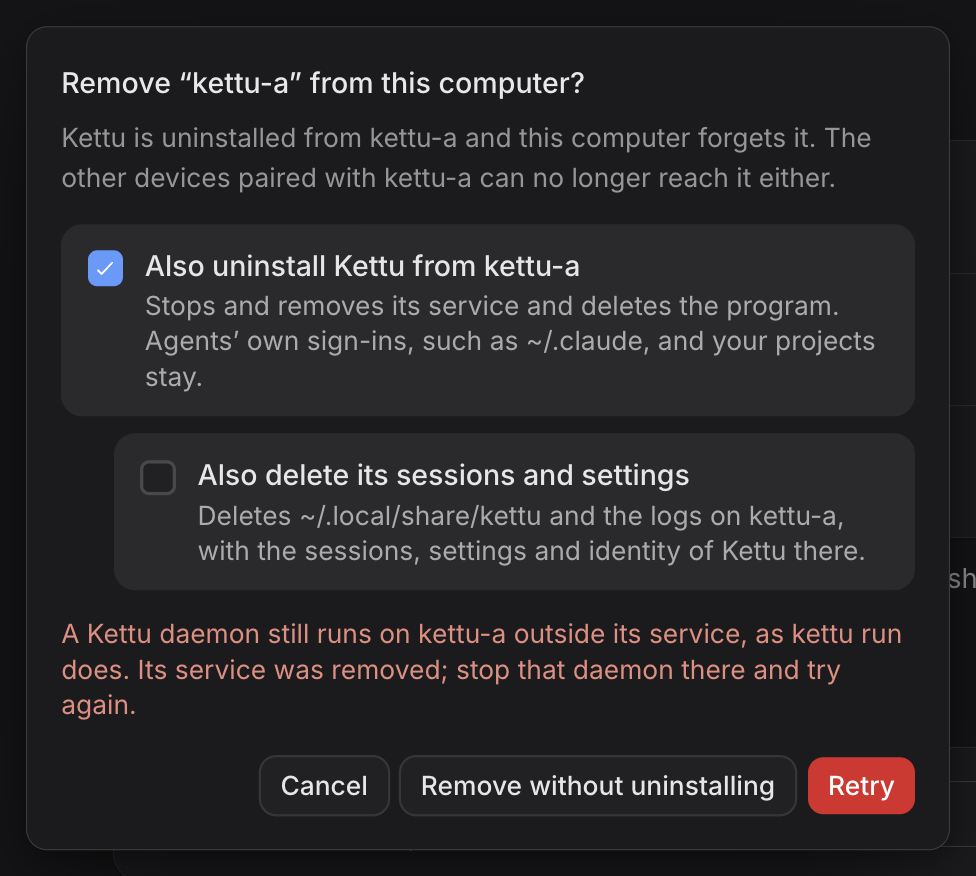 Remove “kettu-a” from this computer?
Kettu is uninstalled from kettu-a and this computer forgets it. The
other devices paired with kettu-a can no longer reach it either.
Also uninstall Kettu from kettu-a
Stops and removes its service and deletes the program.
Agents’ own sign-ins, such as ~/.claude, and your projects
stay.
Also delete its sessions and settings
Deletes ~/.local/share/kettu and the logs on kettu-a,
with the sessions, settings and identity of Kettu there.
sh
A Kettu daemon still runs on kettu-a outside its service, as kettu run
does. Its service was removed; stop that daemon there and try
again.
Cancel
Remove without uninstalling
Retry